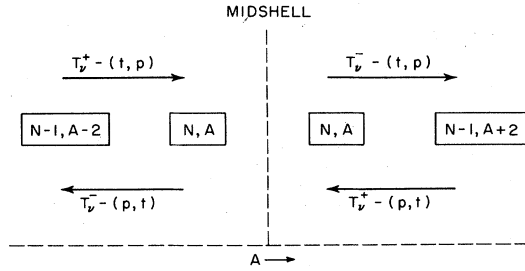 MIDSHELL
T_ν^+ - (t, p)
T_ν^- - (t, p)
N-1, A-2
N, A
N, A
N-1, A+2
T_ν^- - (p, t)
T_ν^+ - (p, t)
A →